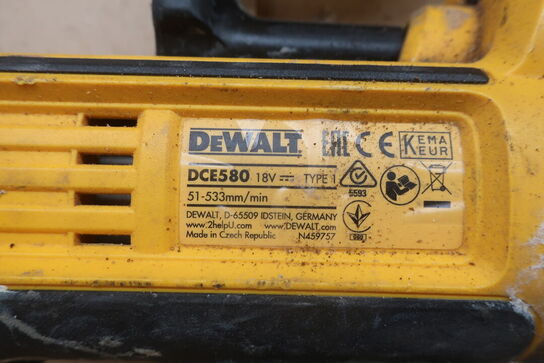 DEWALT
EAC CE KEMA KEUR
DCE580 18V TYPE 1
51-533mm/min
5593
DEWALT, D-65509 IDSTEIN, GERMANY
www.2helpU.com www.DEWALT.com
Made in Czech Republic N459757